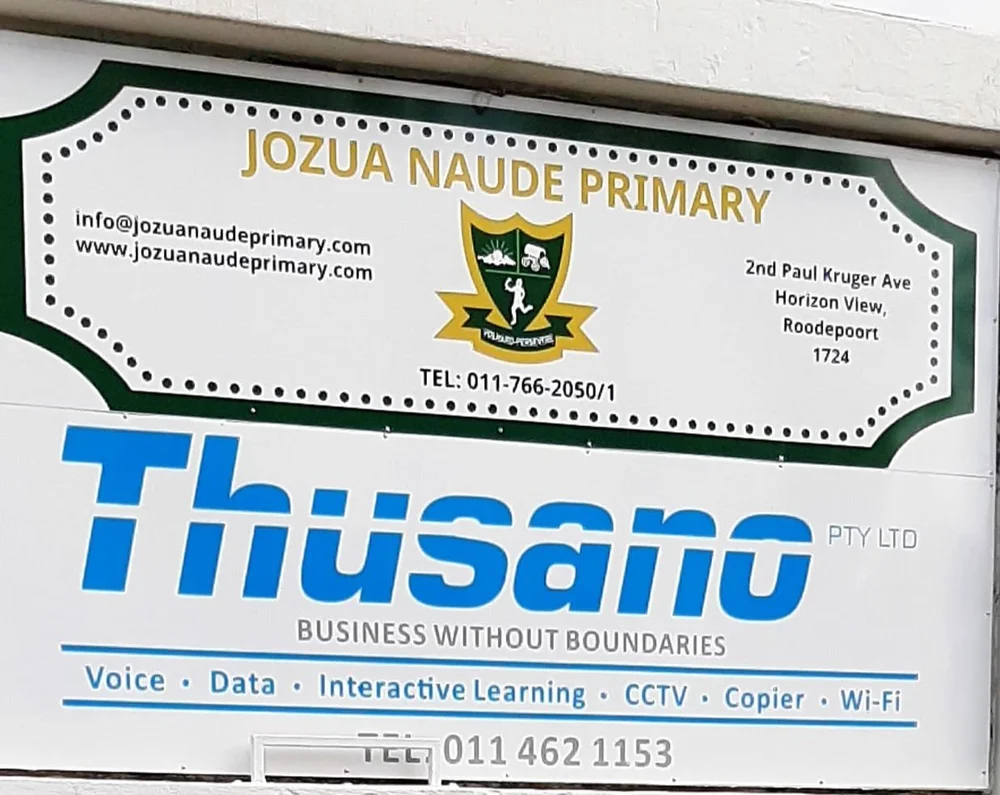 JOZUA NAUDE PRIMARY
info@jozuanaudeprimary.com
www.jozuanaudeprimary.com
2nd Paul Kruger Ave
Horizon View,
Roodepoort
1724
TEL: 011-766-2050/1
Thusano PTY LTD
BUSINESS WITHOUT BOUNDARIES
Voice • Data • Interactive Learning • CCTV • Copier • Wi-Fi
TEL: 011 462 1153